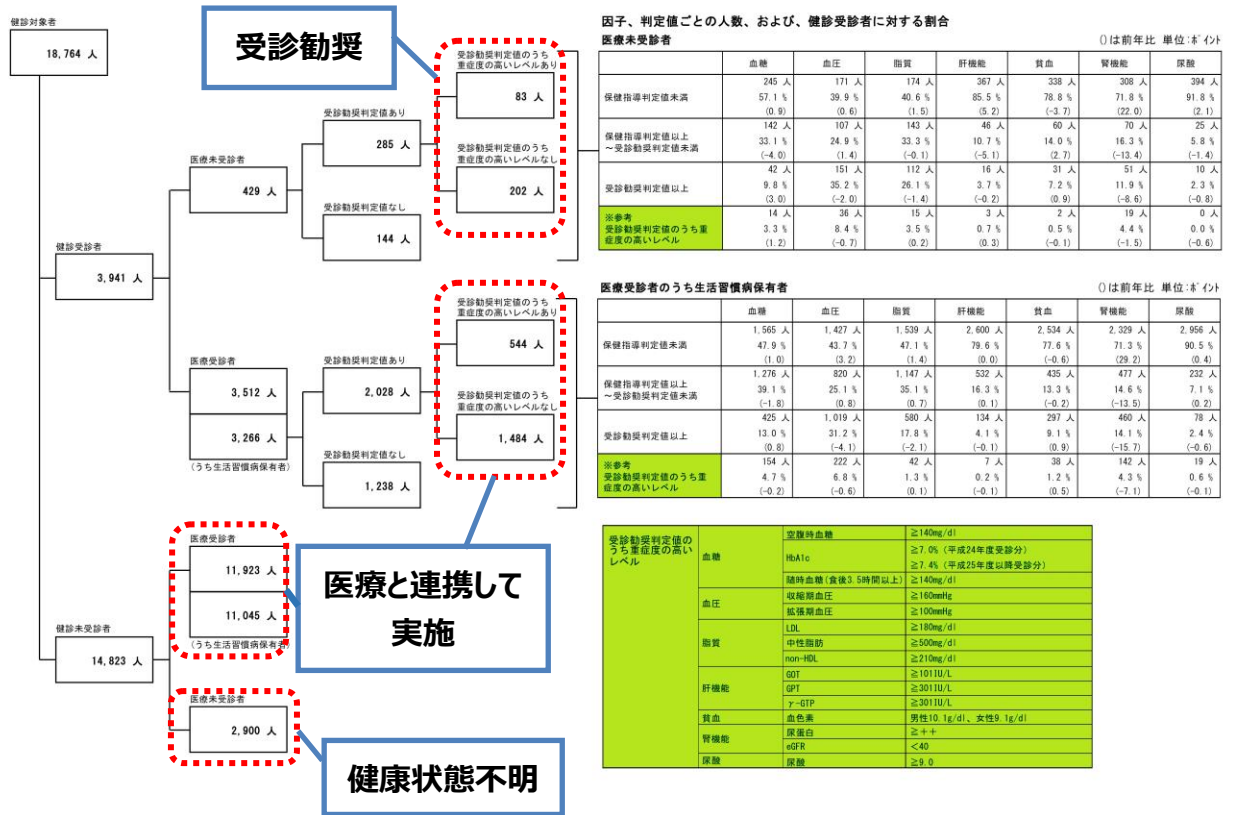 健診対象者
18,764 人
受診勧奨
受診勧奨判定値のうち
重症度の高いレベルあり
83 人
受診勧奨判定値あり
285 人
受診勧奨判定値のうち
重症度の高いレベルなし
202 人
医療未受診者
429 人
受診勧奨判定値なし
144 人
健診受診者
3,941 人
受診勧奨判定値のうち
重症度の高いレベルあり
544 人
医療受診者
3,512 人
3,266 人
(うち生活習慣病保有者)
受診勧奨判定値あり
2,028 人
受診勧奨判定値のうち
重症度の高いレベルなし
1,484 人
受診勧奨判定値なし
1,238 人
医療受診者
11,923 人
11,045 人
(うち生活習慣病保有者)
医療と連携して
実施
健診未受診者
14,823 人
医療未受診者
2,900 人
健康状態不明
因子、判定値ごとの人数、および、健診受診者に対する割合
医療未受診者 ()は前年比 単位:ポイント
血糖 血圧 脂質 肝機能 貧血 腎機能 尿酸
保健指導判定値未満
245 人 171 人 174 人 367 人 338 人 308 人 394 人
57.1 % 39.9 % 40.6 % 85.5 % 78.8 % 71.8 % 91.8 %
(0.9) (0.6) (1.5) (5.2) (-3.7) (22.0) (2.1)
保健指導判定値以上
～受診勧奨判定値未満
142 人 107 人 143 人 46 人 60 人 70 人 25 人
33.1 % 24.9 % 33.3 % 10.7 % 14.0 % 16.3 % 5.8 %
(-4.0) (1.4) (-0.1) (-5.1) (2.7) (-13.4) (-1.4)
受診勧奨判定値以上
42 人 151 人 112 人 16 人 31 人 51 人 10 人
9.8 % 35.2 % 26.1 % 3.7 % 7.2 % 11.9 % 2.3 %
(3.0) (-2.0) (-1.4) (-0.2) (0.9) (-8.6) (-0.8)
※参考
受診勧奨判定値のうち重
症度の高いレベル
14 人 36 人 15 人 3 人 2 人 19 人 0 人
3.3 % 8.4 % 3.5 % 0.7 % 0.5 % 4.4 % 0.0 %
(1.2) (-0.7) (0.2) (0.3) (-0.1) (-1.5) (-0.6)
医療受診者のうち生活習慣病保有者 ()は前年比 単位:ポイント
血糖 血圧 脂質 肝機能 貧血 腎機能 尿酸
保健指導判定値未満
1,565 人 1,427 人 1,539 人 2,600 人 2,534 人 2,329 人 2,956 人
47.9 % 43.7 % 47.1 % 79.6 % 77.6 % 71.3 % 90.5 %
(1.0) (3.2) (1.4) (0.0) (-0.6) (29.2) (0.4)
保健指導判定値以上
～受診勧奨判定値未満
1,276 人 820 人 1,147 人 532 人 435 人 477 人 232 人
39.1 % 25.1 % 35.1 % 16.3 % 13.3 % 14.6 % 7.1 %
(-1.8) (0.8) (0.7) (0.1) (-0.2) (-13.5) (0.2)
受診勧奨判定値以上
425 人 1,019 人 580 人 134 人 297 人 460 人 78 人
13.0 % 31.2 % 17.8 % 4.1 % 9.1 % 14.1 % 2.4 %
(0.8) (-4.1) (-2.1) (-0.1) (0.9) (-15.7) (-0.6)
※参考
受診勧奨判定値のうち重
症度の高いレベル
154 人 222 人 42 人 7 人 38 人 142 人 19 人
4.7 % 6.8 % 1.3 % 0.2 % 1.2 % 4.3 % 0.6 %
(-0.2) (-0.6) (0.1) (-0.1) (0.5) (-7.1) (-0.1)
受診勧奨判定値の
うち重症度の高い
レベル
血糖 空腹時血糖 ≧140mg/dl
HbA1c ≧7.0% (平成24年度受診分)
≧7.4% (平成25年度以降受診分)
随時血糖(食後3.5時間以上) ≧140mg/dl
血圧 収縮期血圧 ≧160mmHg
拡張期血圧 ≧100mmHg
脂質 LDL ≧180mg/dl
中性脂肪 ≧500mg/dl
non-HDL ≧210mg/dl
肝機能 GOT ≧101IU/L
GPT ≧301IU/L
γ-GTP ≧301IU/L
貧血 血色素 男性10.1g/dl、女性9.1g/dl
腎機能 尿蛋白 ≧++
eGFR <40
尿酸 尿酸 ≧9.0